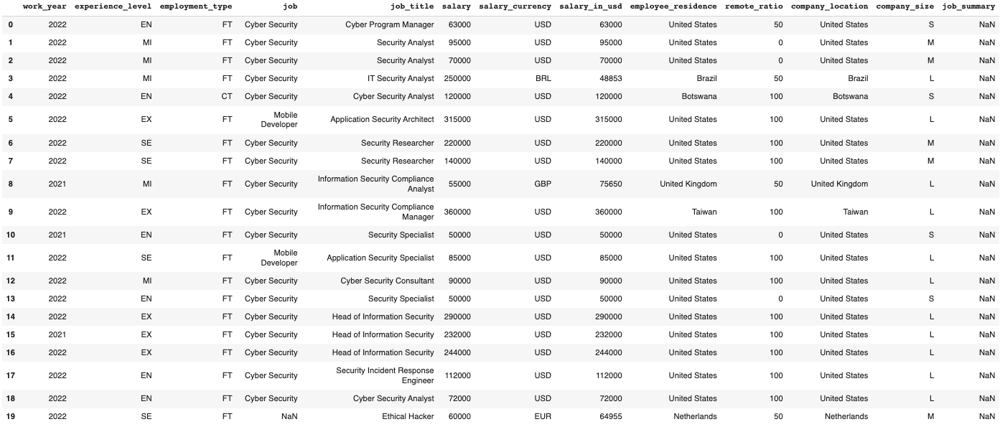 work_year experience_level employment_type job job_title salary salary_currency salary_in_usd employee_residence remote_ratio company_location company_size job_summary
0 2022 EN FT Cyber Security Cyber Program Manager 63000 USD 63000 United States 50 United States S NaN
1 2022 MI FT Cyber Security Security Analyst 95000 USD 95000 United States 0 United States M NaN
2 2022 MI FT Cyber Security Security Analyst 70000 USD 70000 United States 0 United States M NaN
3 2022 MI FT Cyber Security IT Security Analyst 250000 BRL 48853 Brazil 50 Brazil L NaN
4 2022 EN CT Cyber Security Cyber Security Analyst 120000 USD 120000 Botswana 100 Botswana S NaN
Mobile
5 2022 EX FT Application Security Architect 315000 USD 315000 United States 100 United States L NaN
Developer
6 2022 SE FT Cyber Security Security Researcher 220000 USD 220000 United States 100 United States M NaN
7 2022 SE FT Cyber Security Security Researcher 140000 USD 140000 United States 100 United States M NaN
Information Security Compliance
8 2021 MI FT Cyber Security 55000 GBP 75650 United Kingdom 50 United Kingdom L NaN
Analyst
Information Security Compliance
9 2022 EX FT Cyber Security 360000 USD 360000 Taiwan 100 Taiwan L NaN
Manager
10 2021 EN FT Cyber Security Security Specialist 50000 USD 50000 United States 0 United States S NaN
Mobile
11 2022 SE FT Application Security Specialist 85000 USD 85000 United States 100 United States L NaN
Developer
12 2022 MI FT Cyber Security Cyber Security Consultant 90000 USD 90000 United States 100 United States L NaN
13 2022 EN FT Cyber Security Security Specialist 50000 USD 50000 United States 0 United States S NaN
14 2022 EX FT Cyber Security Head of Information Security 290000 USD 290000 United States 100 United States L NaN
15 2021 EX FT Cyber Security Head of Information Security 232000 USD 232000 United States 100 United States L NaN
16 2022 EX FT Cyber Security Head of Information Security 244000 USD 244000 United States 100 United States L NaN
Security Incident Response
17 2022 EN FT Cyber Security 112000 USD 112000 United States 100 United States L NaN
Engineer
18 2022 EN FT Cyber Security Cyber Security Analyst 72000 USD 72000 United States 100 United States L NaN
19 2022 SE FT NaN Ethical Hacker 60000 EUR 64955 Netherlands 50 Netherlands M NaN